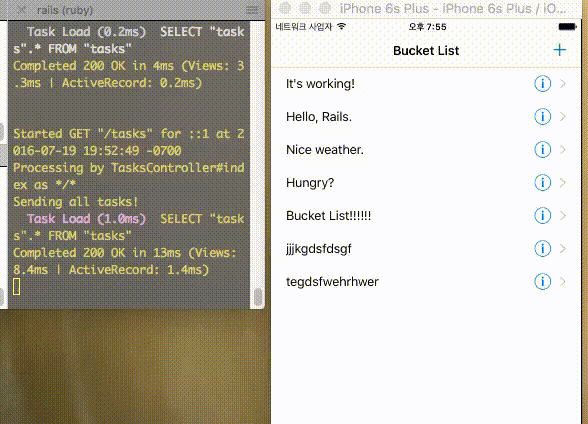 rails (ruby)
Task Load (0.2ms)  SELECT "task
s".* FROM "tasks"
Completed 200 OK in 4ms (Views: 3
.3ms | ActiveRecord: 0.2ms)
Started GET "/tasks" for ::1 at 2
016-07-19 19:52:49 -0700
Processing by TasksController#ind
ex as */*
Sending all tasks!
Task Load (1.0ms)  SELECT "task
s".* FROM "tasks"
Completed 200 OK in 13ms (Views:
8.4ms | ActiveRecord: 1.4ms)
iPhone 6s Plus - iPhone 6s Plus / iO...
네트워크 사업자 오후 7:55
Bucket List +
It's working!
Hello, Rails.
Nice weather.
Hungry?
Bucket List!!!!!!
jjjkgdsfdsgf
tegdsfwehrhwer